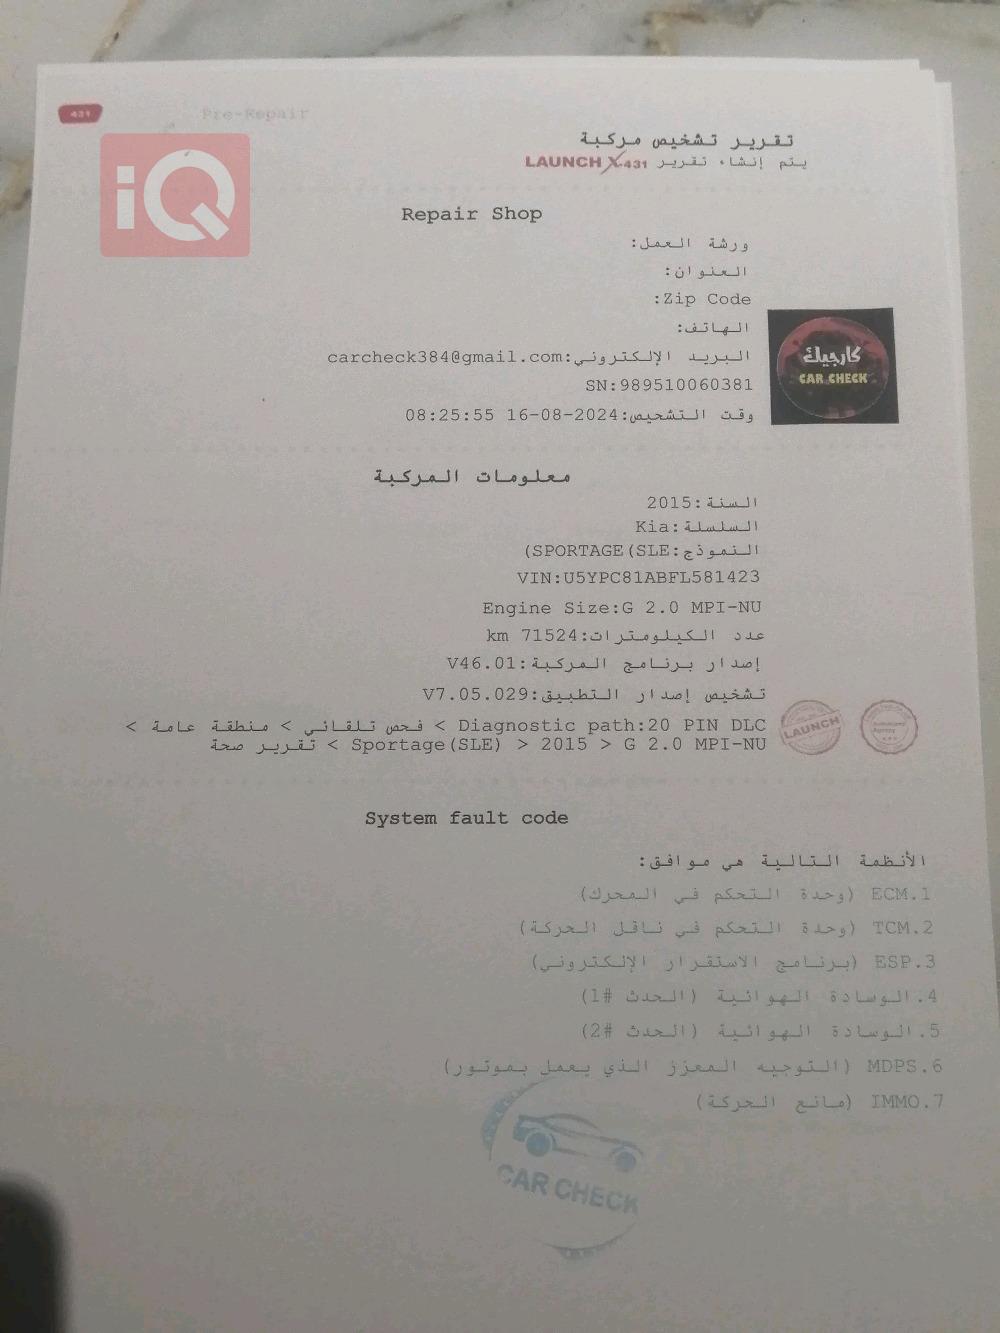 431
Pre-Repair
iQ
تقرير تشخيص مركبة
يتم إنشاء تقرير LAUNCH X431
Repair Shop
ورشة العمل:
العنوان:
Zip Code:
الهاتف:
البريد الإلكتروني:carcheck384@gmail.com
SN:989510060381
وقت التشخيص:2024-08-16 08:25:55
كارجيك
CAR CHECK
معلومات المركبة
السنة:2015
السلسلة:Kia
النموذج:SPORTAGE(SLE)
VIN:U5YPC81ABFL581423
Engine Size:G 2.0 MPI-NU
عدد الكيلومترات:71524 km
إصدار برنامج المركبة:V46.01
تشخيص إصدار التطبيق:V7.05.029
Diagnostic path:20 PIN DLC > فحص تلقائي > منطقة عامة >
Sportage(SLE) > 2015 > G 2.0 MPI-NU > تقرير صحة
LAUNCH
System fault code
الأنظمة التالية هي موافق:
1.ECM (وحدة التحكم في المحرك)
2.TCM (وحدة التحكم في ناقل الحركة)
3.ESP (برنامج الاستقرار الإلكتروني)
4.الوسادة الهوائية (الحدث #1)
5.الوسادة الهوائية (الحدث #2)
6.MDPS (التوجيه المعزز الذي يعمل بموتور)
7.IMMO (مانع الحركة)
CAR CHECK